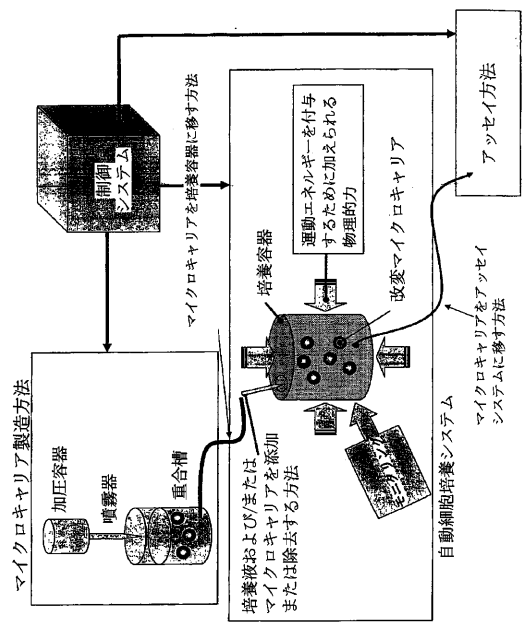 マイクロキャリア製造方法
加圧容器
噴霧器
重合槽
制御
システム
マイクロキャリアを培養容器に移す方法
培養液および/または
マイクロキャリアを添加
または除去する方法
培養容器
運動エネルギーを付与
するために加えられる
物理的力
改変マイクロキャリア
モニタリング
自動細胞培養システム
マイクロキャリアをアッセイ
システムに移す方法
アッセイ方法